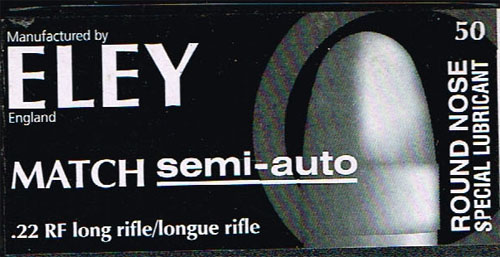 Manufactured by
ELEY
England
MATCH semi-auto
.22 RF long rifle/longue rifle
50
ROUND NOSE
SPECIAL LUBRICANT